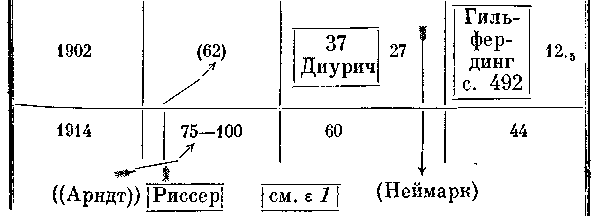 Гиль-
фер-
1902 (62) 37 27 динг 12,5
Диурич с. 492
1914 75—100 60 44
((Арндт)) Риссер см. ε 1 (Неймарк)